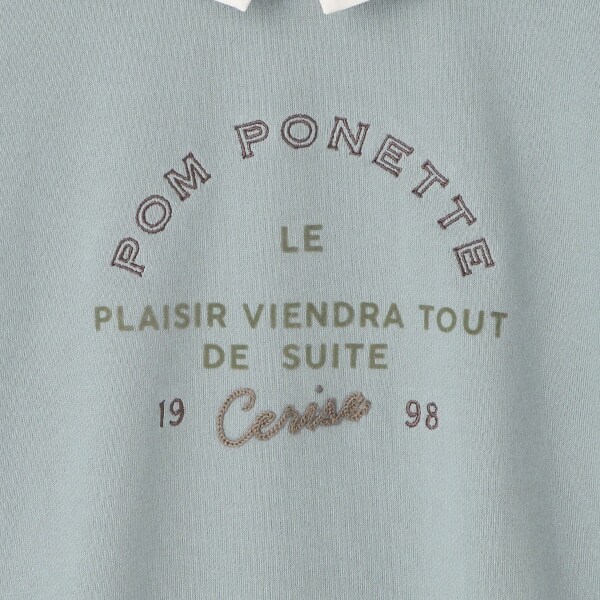 POM PONETTE
LE
PLAISIR VIENDRA TOUT
DE SUITE
19 Cerise 98